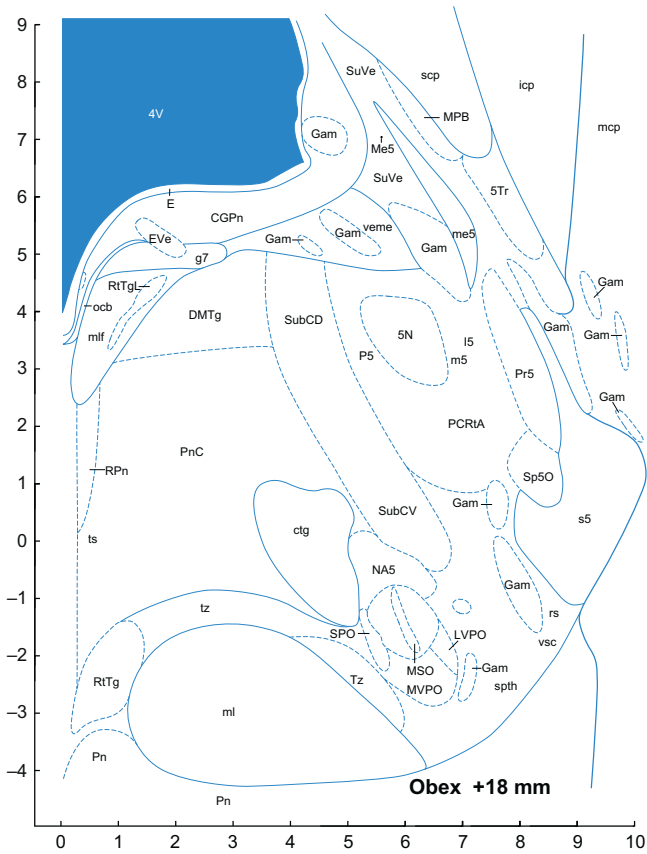 9
8
7
6
5
4
3
2
1
0
−1
−2
−3
−4
SuVe
scp
icp
4V
Gam
MPB
mcp
Me5
SuVe
5Tr
E
CGPn
EVe
Gam
Gam
veme
me5
Gam
g7
RtTgL
Gam
ocb
mlf
DMTg
SubCD
5N
I5
Gam
Gam
P5
m5
Pr5
Gam
PCRtA
PnC
RPn
Sp5O
SubCV
Gam
s5
ctg
ts
NA5
Gam
tz
rs
SPO
LVPO
vsc
MSO
Gam
RtTg
Tz
MVPO
spth
ml
Pn
Obex +18 mm
Pn
0 1 2 3 4 5 6 7 8 9 10